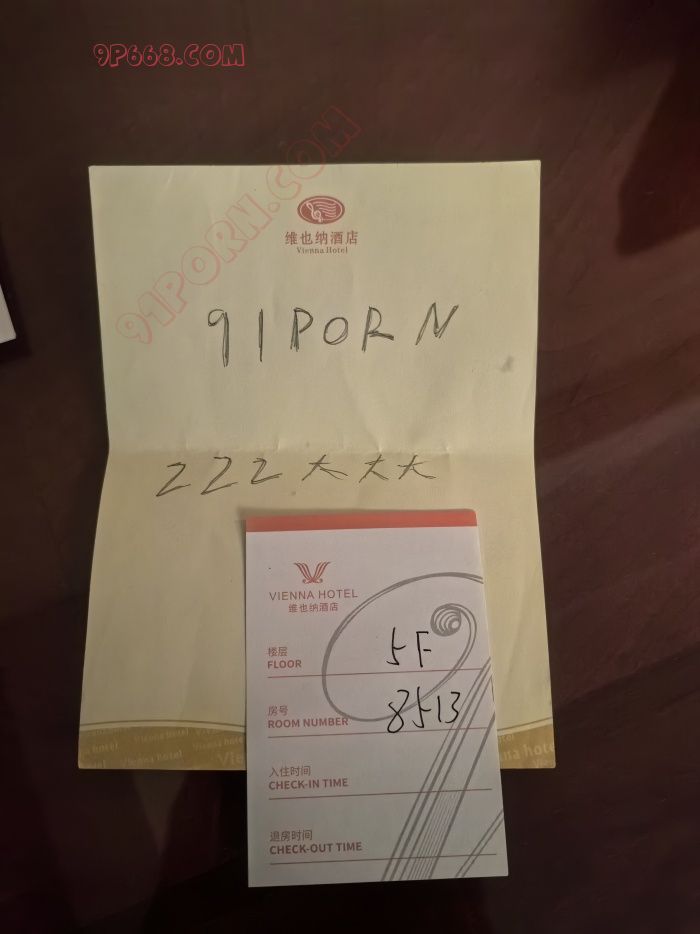 9P668.COM
91PORN.COM
维也纳酒店
Vienna Hotel
91PORN
222大大大
VIENNA HOTEL
维也纳酒店
楼层
FLOOR 5F
房号
ROOM NUMBER 8513
入住时间
CHECK-IN TIME
退房时间
CHECK-OUT TIME
Vienna hotel